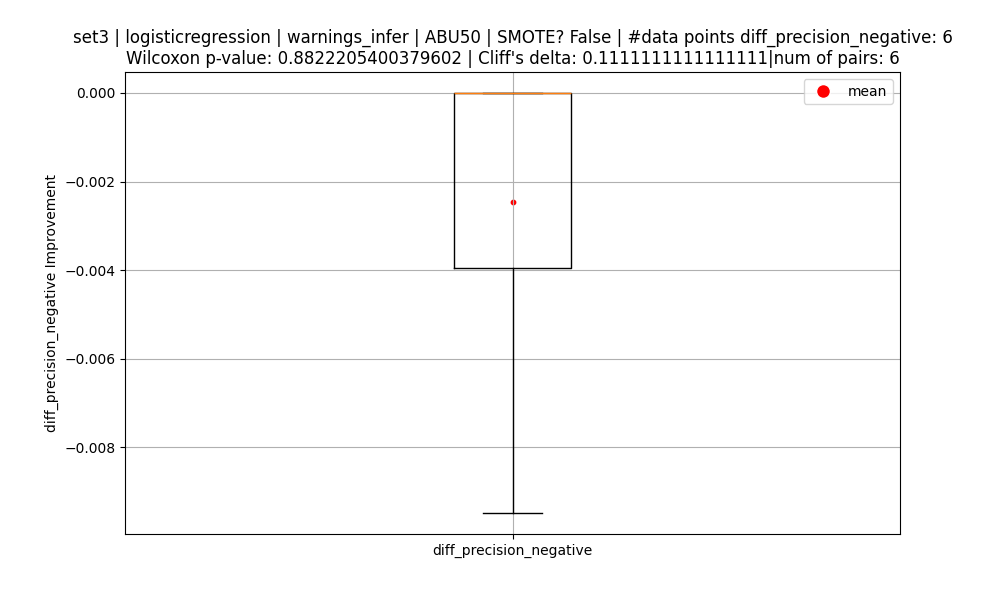 set3 | logisticregression | warnings_infer | ABU50 | SMOTE? False | #data points diff_precision_negative: 6
Wilcoxon p-value: 0.8822205400379602 | Cliff's delta: 0.1111111111111111|num of pairs: 6
mean
0.000
−0.002
−0.004
−0.006
−0.008
diff_precision_negative Improvement
diff_precision_negative